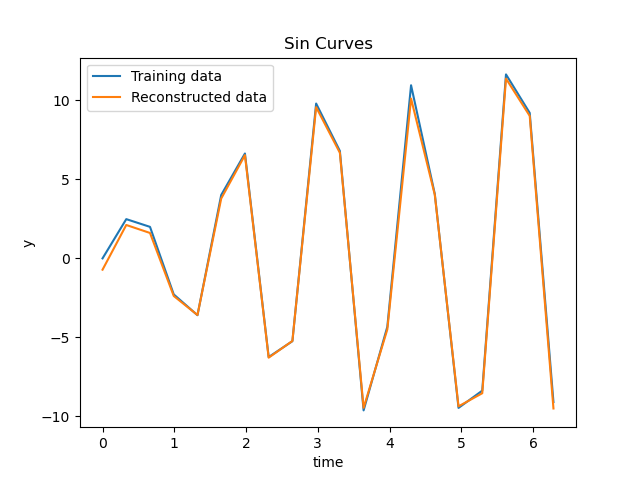 Sin Curves
Training data
Reconstructed data
10
5
0
−5
−10
y
0 1 2 3 4 5 6
time